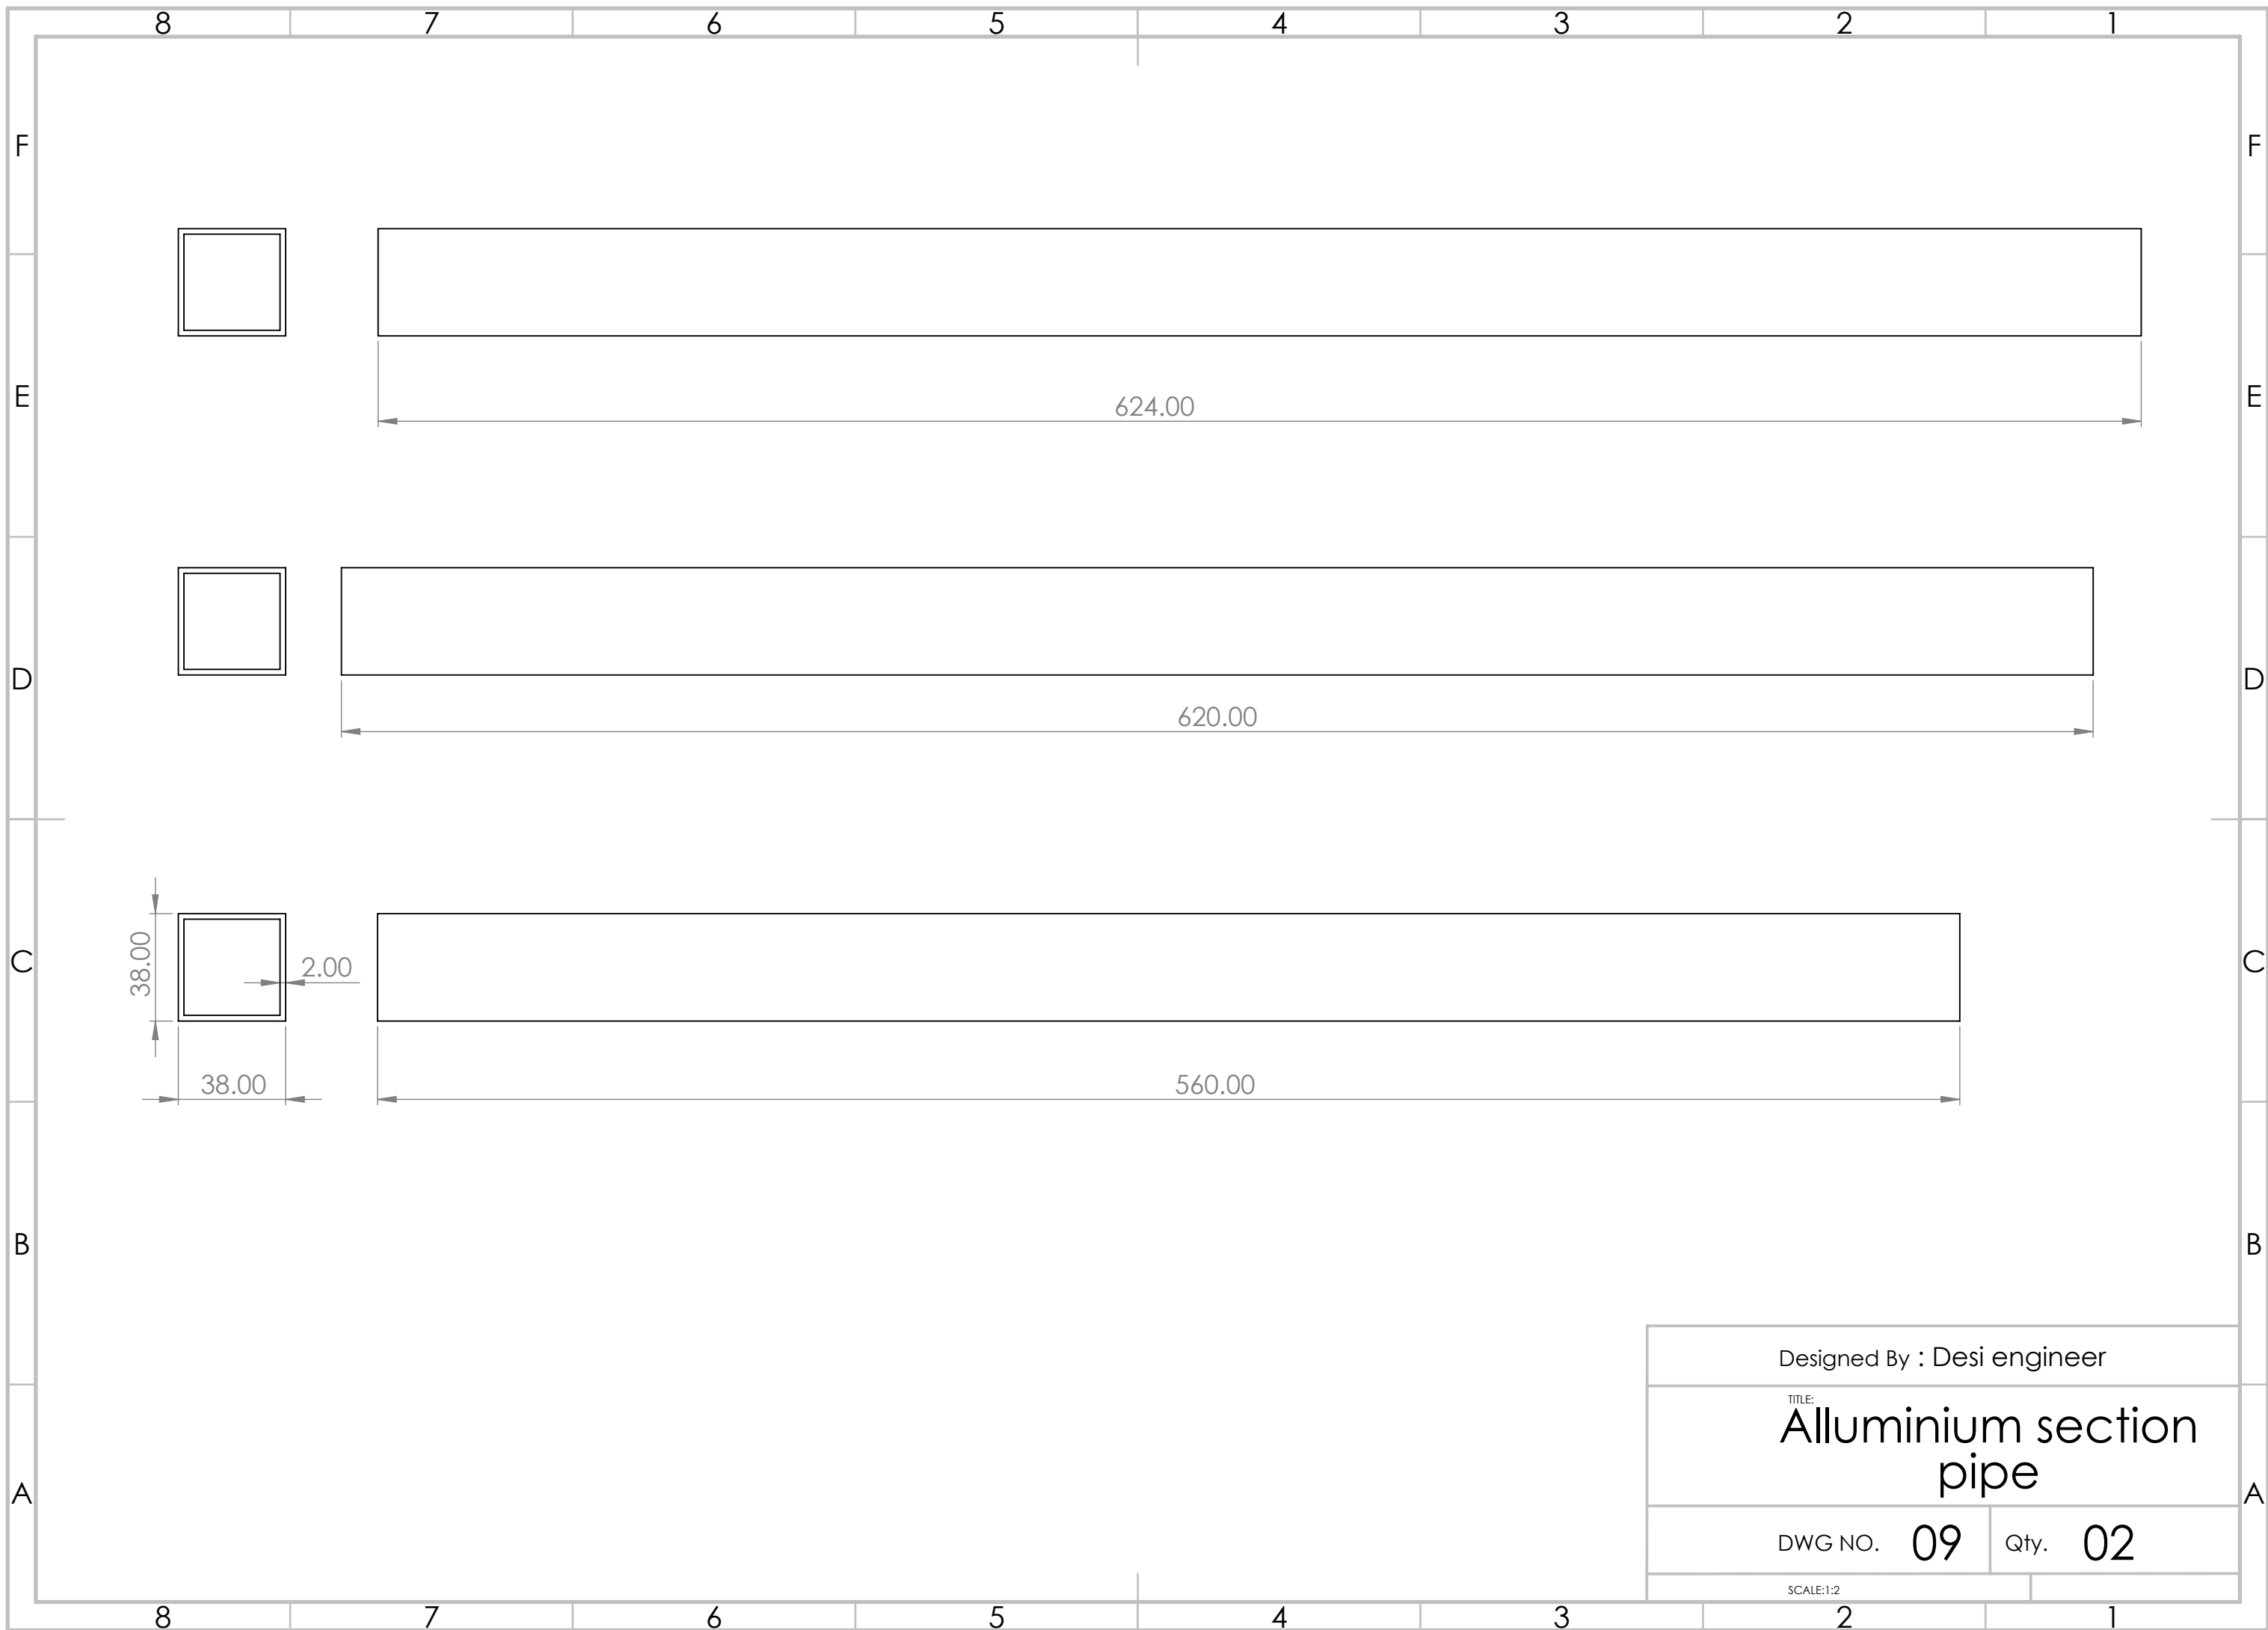 8 7 6 5 4 3 2 1
F F
E E
624.00
D D
620.00
C C
38.00
2.00
38.00
560.00
B B
Designed By : Desi engineer
TITLE:
Alluminium section
pipe
A A
DWG NO. 09 Qty. 02
SCALE:1:2
8 7 6 5 4 3 2 1